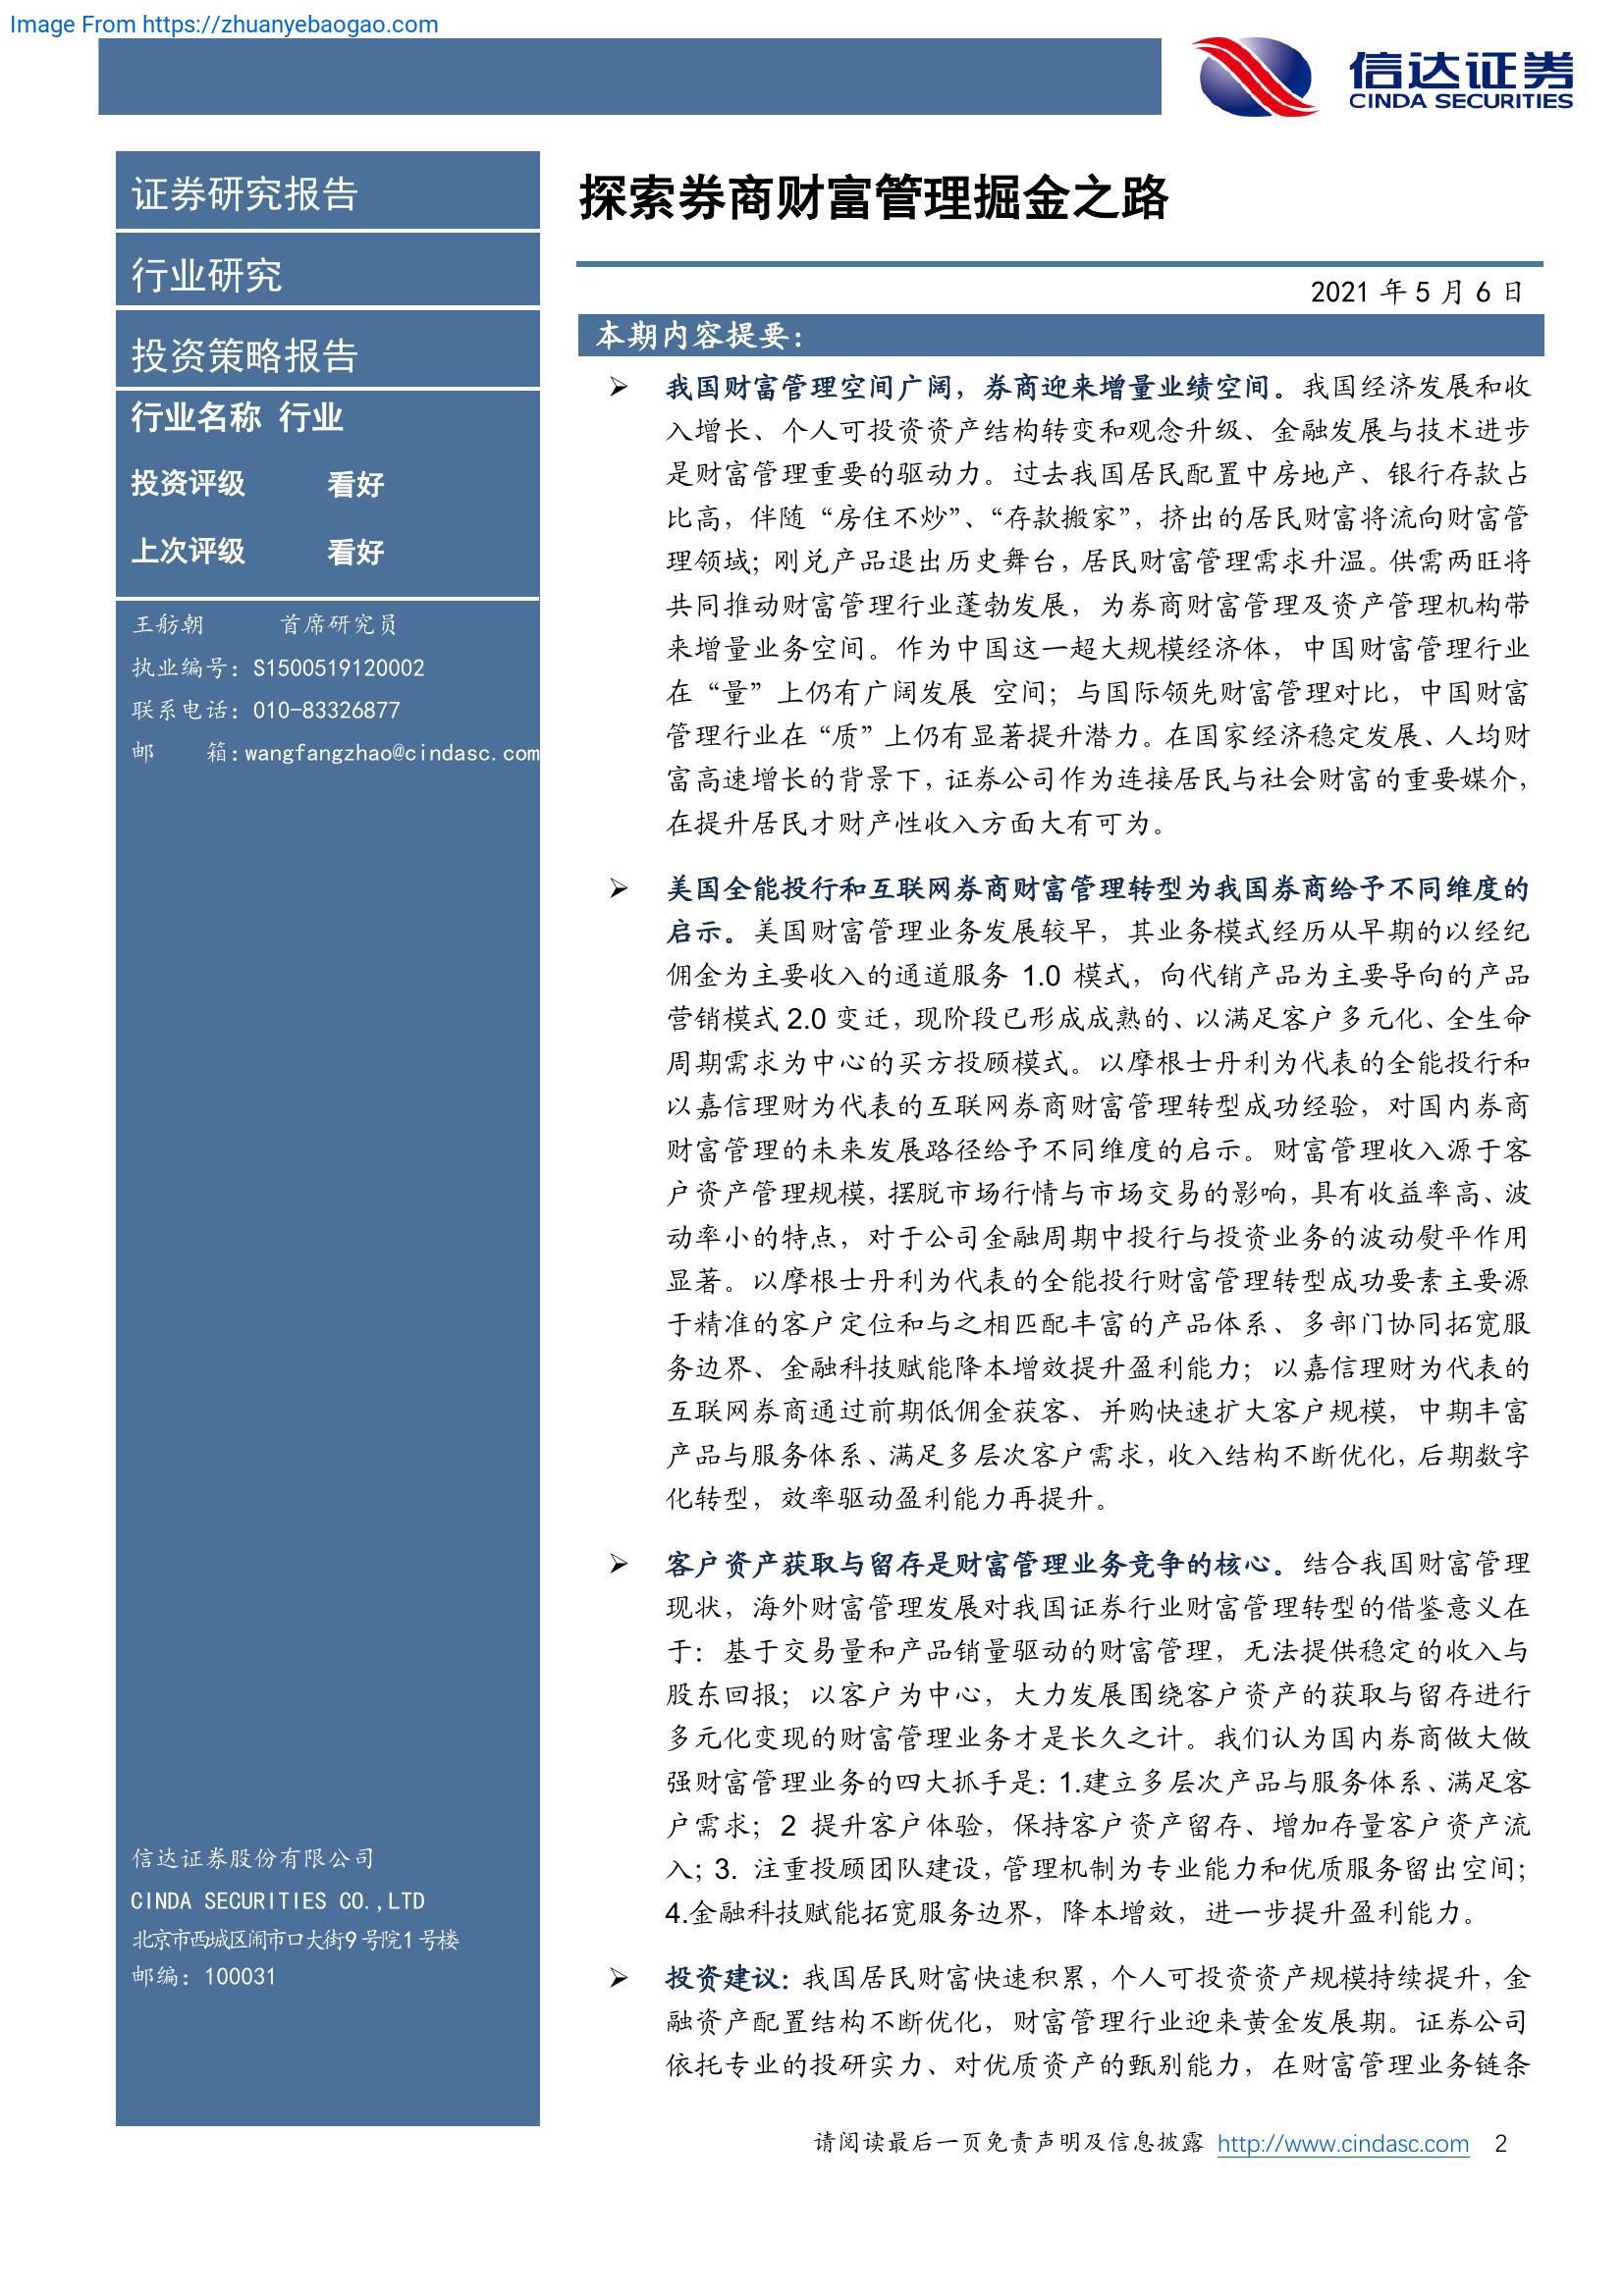 Image From https://zhuanyebaogao.com
信达证券
CINDA SECURITIES
证券研究报告
行业研究
投资策略报告
行业名称 行业
投资评级 看好
上次评级 看好
王舫朝 首席研究员
执业编号：S1500519120002
联系电话：010-83326877
邮 箱：wangfangzhao@cindasc.com
信达证券股份有限公司
CINDA SECURITIES CO.,LTD
北京市西城区闹市口大街9号院1号楼
邮编：100031
探索券商财富管理掘金之路
2021 年 5 月 6 日
本期内容提要：
➢ 我国财富管理空间广阔，券商迎来增量业绩空间。我国经济发展和收
入增长、个人可投资资产结构转变和观念升级、金融发展与技术进步
是财富管理重要的驱动力。过去我国居民配置中房地产、银行存款占
比高，伴随“房住不炒”、“存款搬家”，挤出的居民财富将流向财富管
理领域；刚兑产品退出历史舞台，居民财富管理需求升温。供需两旺将
共同推动财富管理行业蓬勃发展，为券商财富管理及资产管理机构带
来增量业务空间。作为中国这一超大规模经济体，中国财富管理行业
在“量”上仍有广阔发展 空间；与国际领先财富管理对比，中国财富
管理行业在“质”上仍有显著提升潜力。在国家经济稳定发展、人均财
富高速增长的背景下，证券公司作为连接居民与社会财富的重要媒介，
在提升居民才财产性收入方面大有可为。
➢ 美国全能投行和互联网券商财富管理转型为我国券商给予不同维度的
启示。美国财富管理业务发展较早，其业务模式经历从早期的以经纪
佣金为主要收入的通道服务 1.0 模式，向代销产品为主要导向的产品
营销模式 2.0 变迁，现阶段已形成成熟的、以满足客户多元化、全生命
周期需求为中心的买方投顾模式。以摩根士丹利为代表的全能投行和
以嘉信理财为代表的互联网券商财富管理转型成功经验，对国内券商
财富管理的未来发展路径给予不同维度的启示。财富管理收入源于客
户资产管理规模，摆脱市场行情与市场交易的影响，具有收益率高、波
动率小的特点，对于公司金融周期中投行与投资业务的波动熨平作用
显著。以摩根士丹利为代表的全能投行财富管理转型成功要素主要源
于精准的客户定位和与之相匹配丰富的产品体系、多部门协同拓宽服
务边界、金融科技赋能降本增效提升盈利能力；以嘉信理财为代表的
互联网券商通过前期低佣金获客、并购快速扩大客户规模，中期丰富
产品与服务体系、满足多层次客户需求，收入结构不断优化，后期数字
化转型，效率驱动盈利能力再提升。
➢ 客户资产获取与留存是财富管理业务竞争的核心。结合我国财富管理
现状，海外财富管理发展对我国证券行业财富管理转型的借鉴意义在
于：基于交易量和产品销量驱动的财富管理，无法提供稳定的收入与
股东回报；以客户为中心，大力发展围绕客户资产的获取与留存进行
多元化变现的财富管理业务才是长久之计。我们认为国内券商做大做
强财富管理业务的四大抓手是：1.建立多层次产品与服务体系、满足客
户需求；2 提升客户体验，保持客户资产留存、增加存量客户资产流
入；3. 注重投顾团队建设，管理机制为专业能力和优质服务留出空间；
4.金融科技赋能拓宽服务边界，降本增效，进一步提升盈利能力。
➢ 投资建议：我国居民财富快速积累，个人可投资资产规模持续提升，金
融资产配置结构不断优化，财富管理行业迎来黄金发展期。证券公司
依托专业的投研实力、对优质资产的甄别能力，在财富管理业务链条
请阅读最后一页免责声明及信息披露 http://www.cindasc.com 2